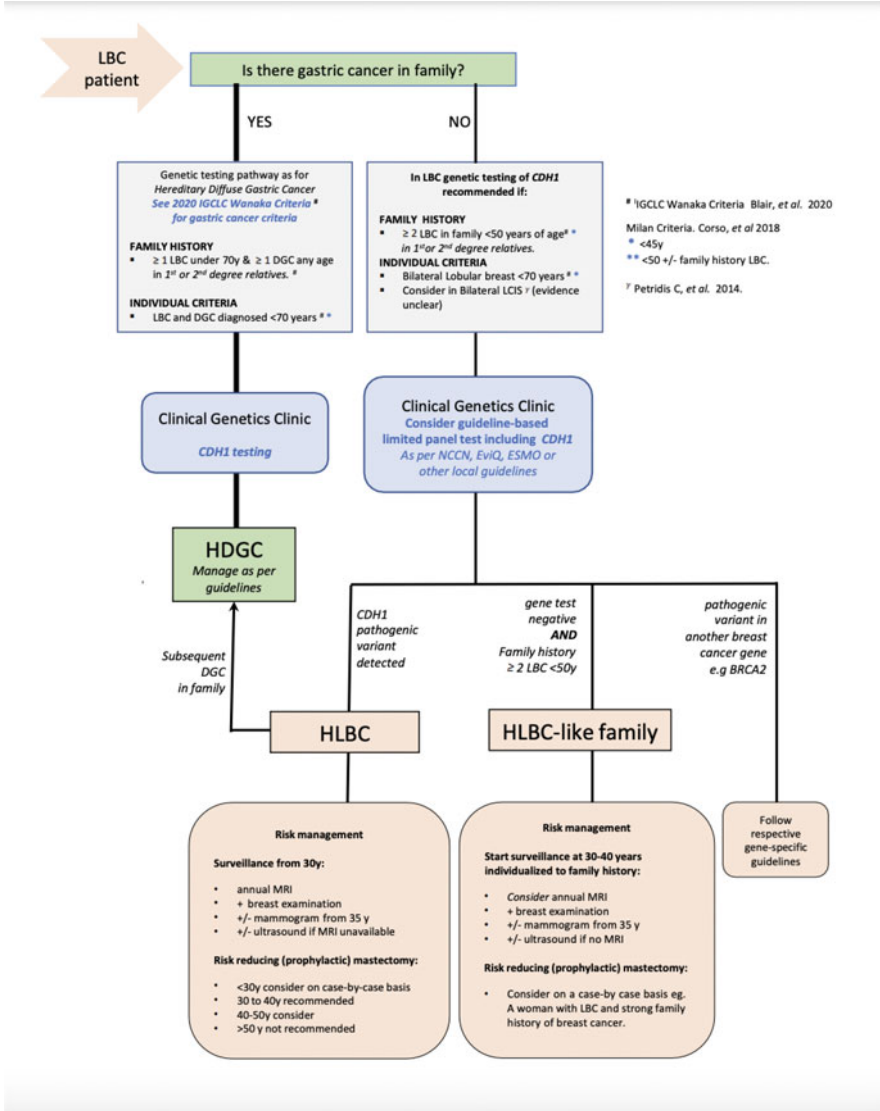 LBC
patient
Is there gastric cancer in family?
YES
NO
Genetic testing pathway as for
Hereditary Diffuse Gastric Cancer
See 2020 IGCLC Wanaka Criteria #
for gastric cancer criteria
FAMILY HISTORY
▪ ≥ 1 LBC under 70y & ≥ 1 DGC any age
in 1st or 2nd degree relatives. #
INDIVIDUAL CRITERIA
▪ LBC and DGC diagnosed <70 years # *
In LBC genetic testing of CDH1
recommended if:
FAMILY HISTORY
▪ ≥ 2 LBC in family <50 years of age# *
in 1st or 2nd degree relatives.
INDIVIDUAL CRITERIA
▪ Bilateral Lobular breast <70 years # *
▪ Consider in Bilateral LCIS γ (evidence
unclear)
# IGCLC Wanaka Criteria Blair, et al. 2020
Milan Criteria. Corso, et al 2018
* <45y
** <50 +/- family history LBC.
γ Petridis C, et al. 2014.
Clinical Genetics Clinic
CDH1 testing
Clinical Genetics Clinic
Consider guideline-based
limited panel test including CDH1
As per NCCN, EviQ, ESMO or
other local guidelines
HDGC
Manage as per
guidelines
Subsequent
DGC
in family
CDH1
pathogenic
variant
detected
gene test
negative
AND
Family history
≥ 2 LBC <50y
pathogenic
variant in
another breast
cancer gene
e.g BRCA2
HLBC
HLBC-like family
Risk management
Surveillance from 30y:
• annual MRI
• + breast examination
• +/- mammogram from 35 y
• +/- ultrasound if MRI unavailable
Risk reducing (prophylactic) mastectomy:
• <30y consider on case-by-case basis
• 30 to 40y recommended
• 40-50y consider
• >50 y not recommended
Risk management
Start surveillance at 30-40 years
individualized to family history:
• Consider annual MRI
• + breast examination
• +/- mammogram from 35 y
• +/- ultrasound if no MRI
Risk reducing (prophylactic) mastectomy:
• Consider on a case-by case basis eg.
A woman with LBC and strong family
history of breast cancer.
Follow
respective
gene-specific
guidelines